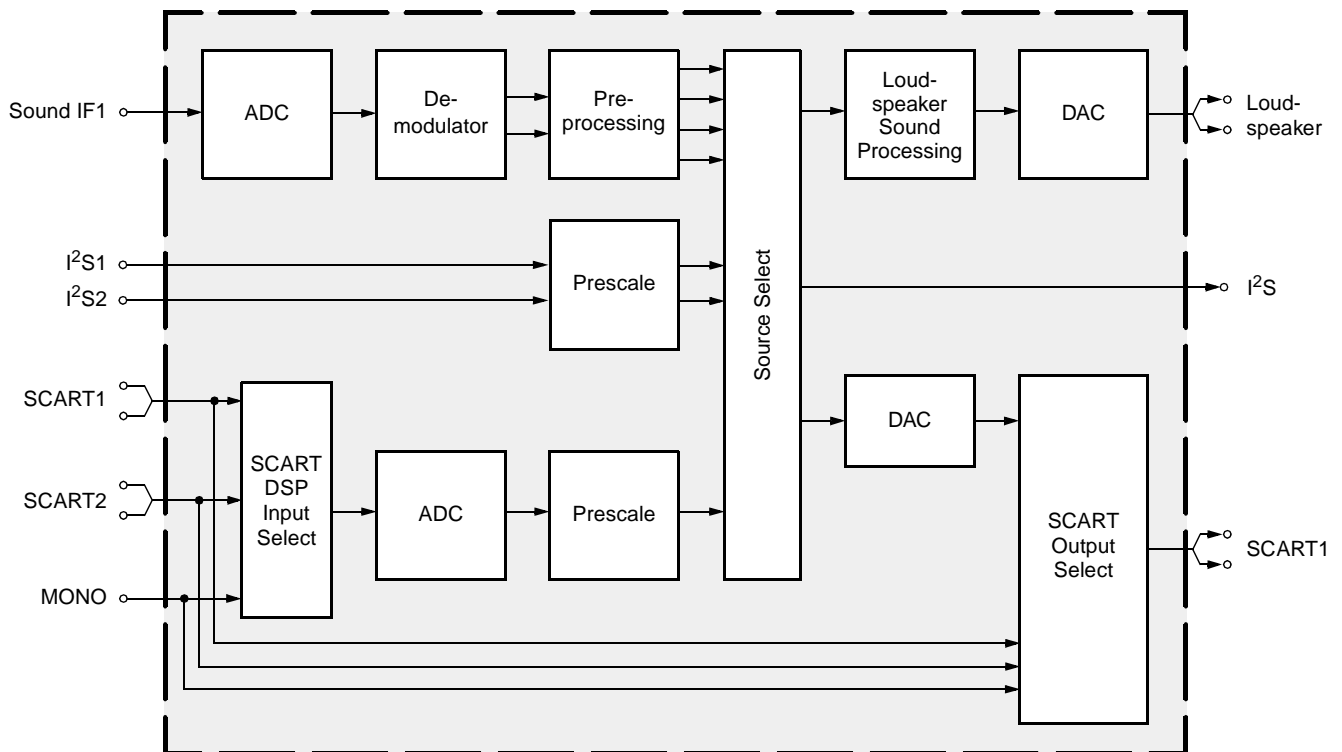 Sound IF1
ADC
De-
modulator
Pre-
processing
Loud-
speaker
Sound
Processing
DAC
Loud-
speaker
I²S1
I²S2
Prescale
Source Select
I²S
SCART1
SCART2
MONO
SCART
DSP
Input
Select
ADC
Prescale
DAC
SCART
Output
Select
SCART1